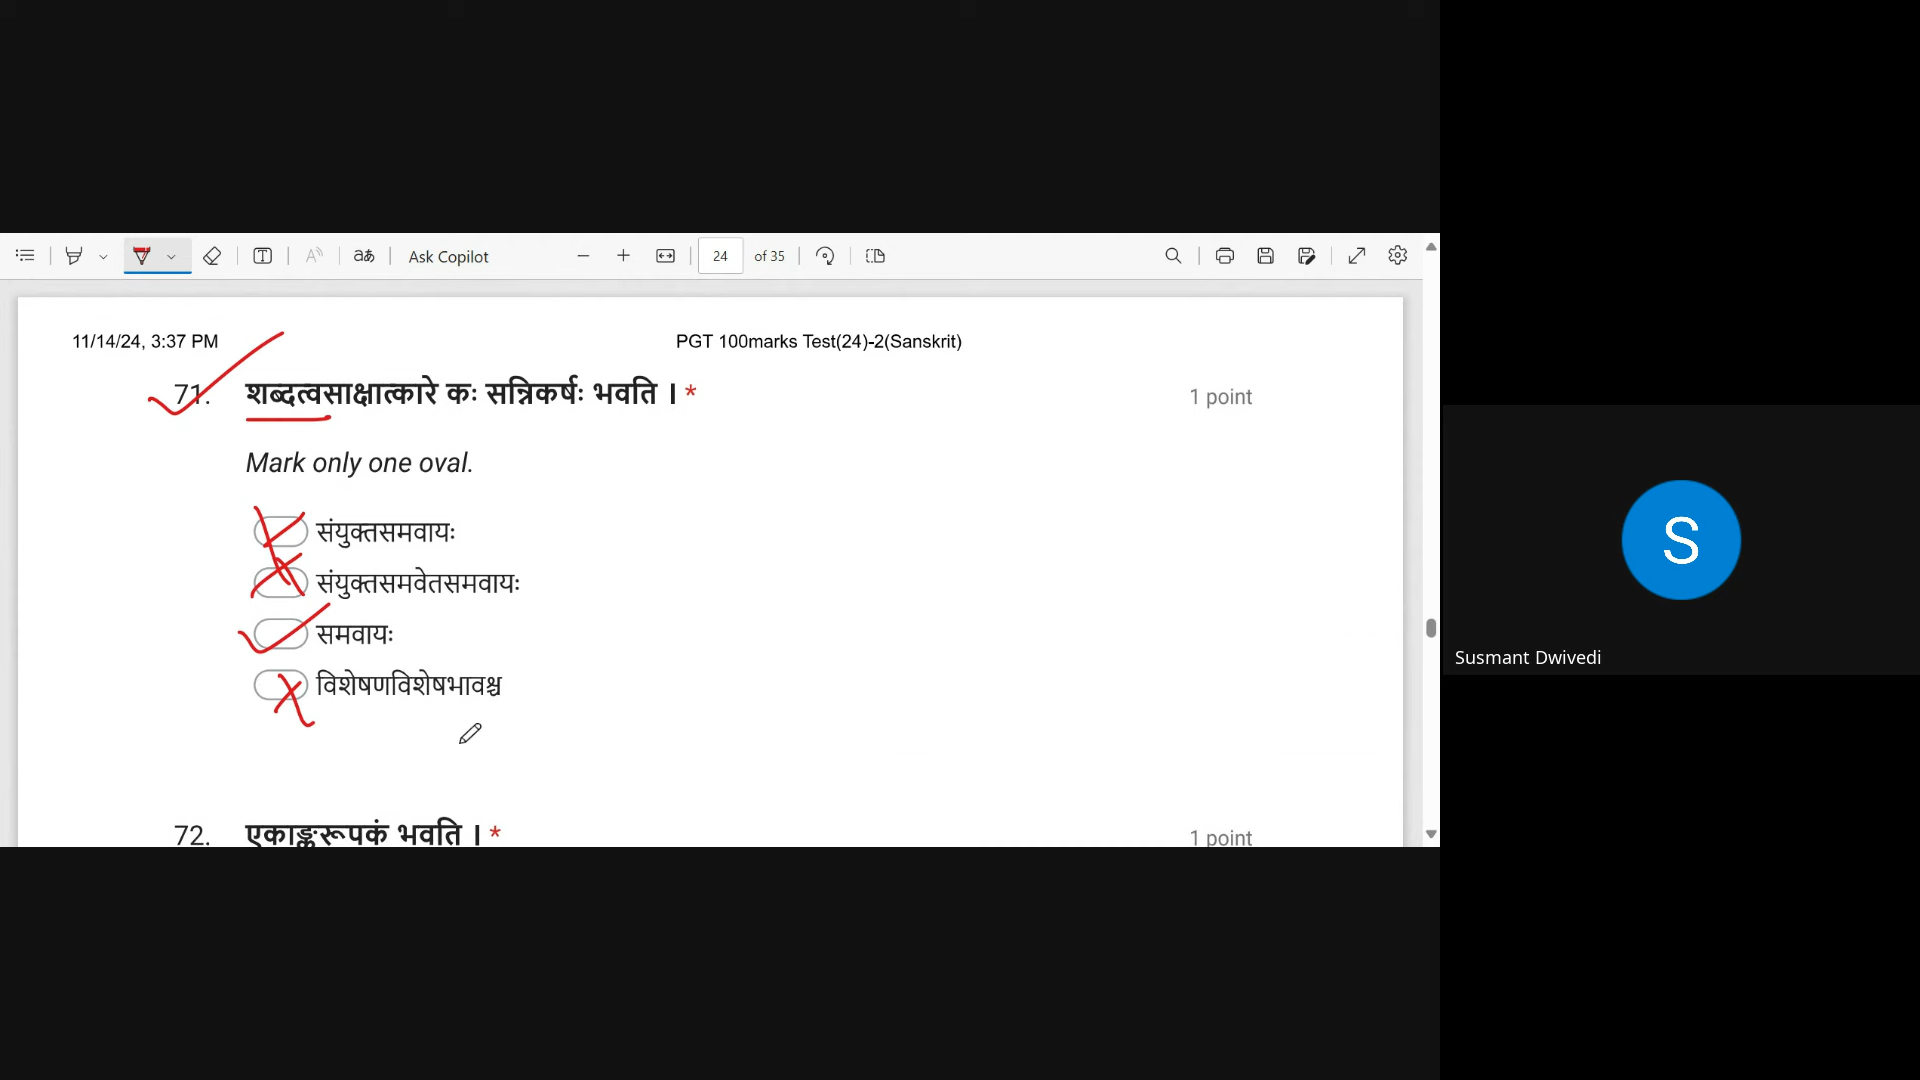 Ask Copilot
24 of 35
11/14/24, 3:37 PM PGT 100marks Test(24)-2(Sanskrit)
71. शब्दत्वसाक्षात्कारे कः सन्निकर्षः भवति । * 1 point
Mark only one oval.
संयुक्तसमवायः
संयुक्तसमवेतसमवायः
समवायः
विशेषणविशेषभावश्च
72. एकाङ्करूपकं भवति । * 1 point
S
Susmant Dwivedi